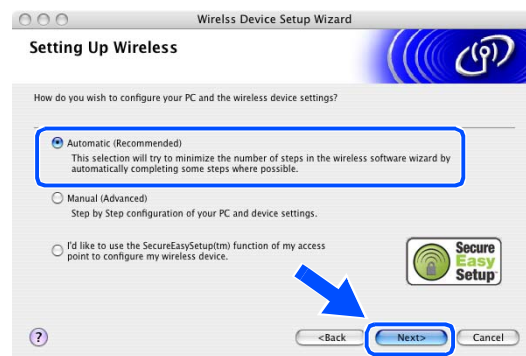 Wirelss Device Setup Wizard
Setting Up Wireless
How do you wish to configure your PC and the wireless device settings?
Automatic (Recommended)
This selection will try to minimize the number of steps in the wireless software wizard by
automatically completing some steps where possible.
Manual (Advanced)
Step by Step configuration of your PC and device settings.
I'd like to use the SecureEasySetup(tm) function of my access
point to configure my wireless device.
Secure
Easy
Setup
?
<Back
Next>
Cancel